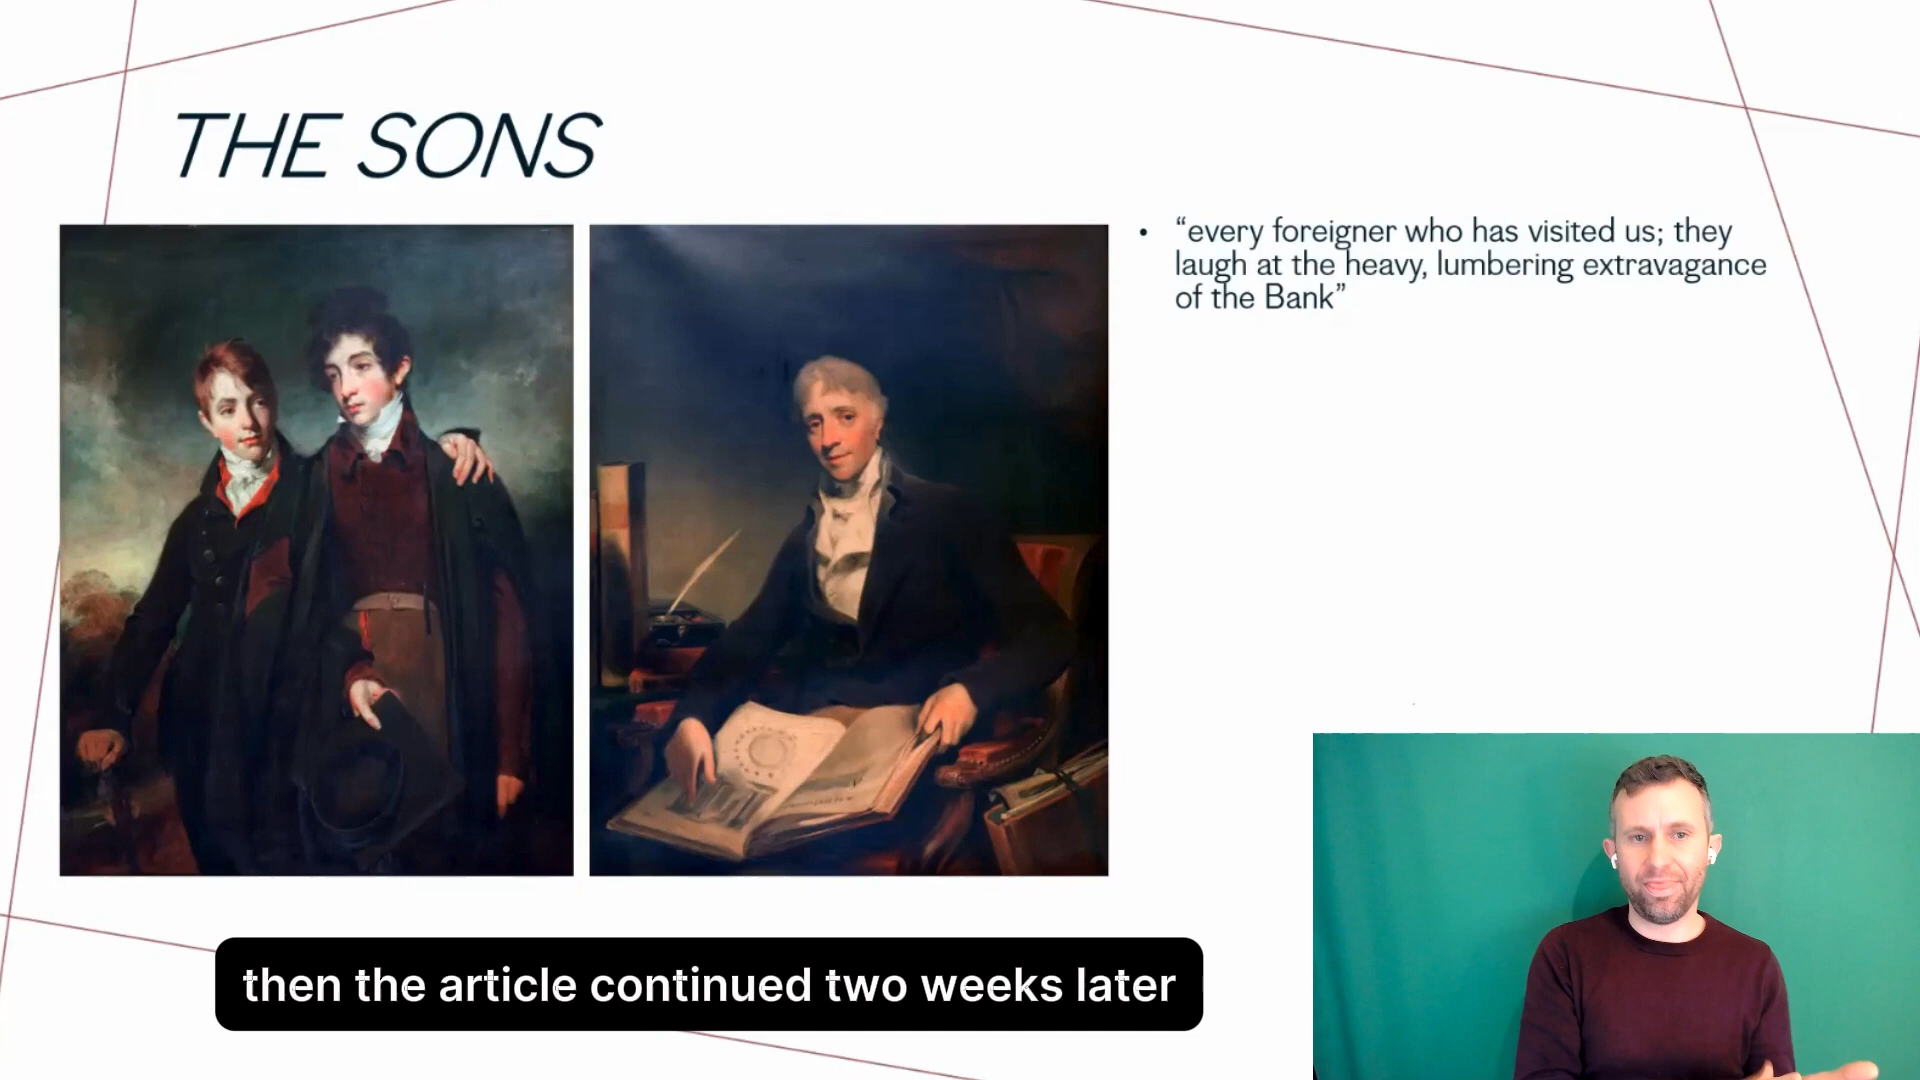 THE SONS
• “every foreigner who has visited us; they
laugh at the heavy, lumbering extravagance
of the Bank”
then the article continued two weeks later